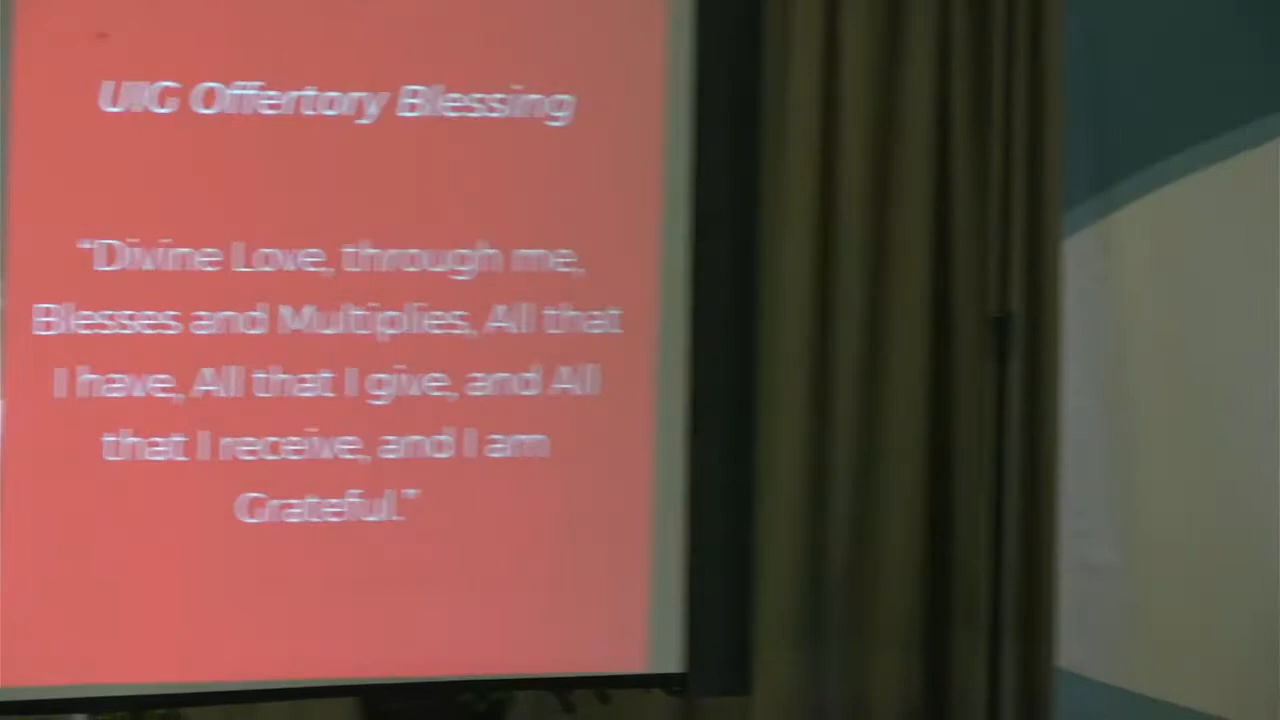 UIG Offertory Blessing
"Divine Love, through me,
Blesses and Multiplies, All that
I have, All that I give, and All
that I receive, and I am
Grateful."